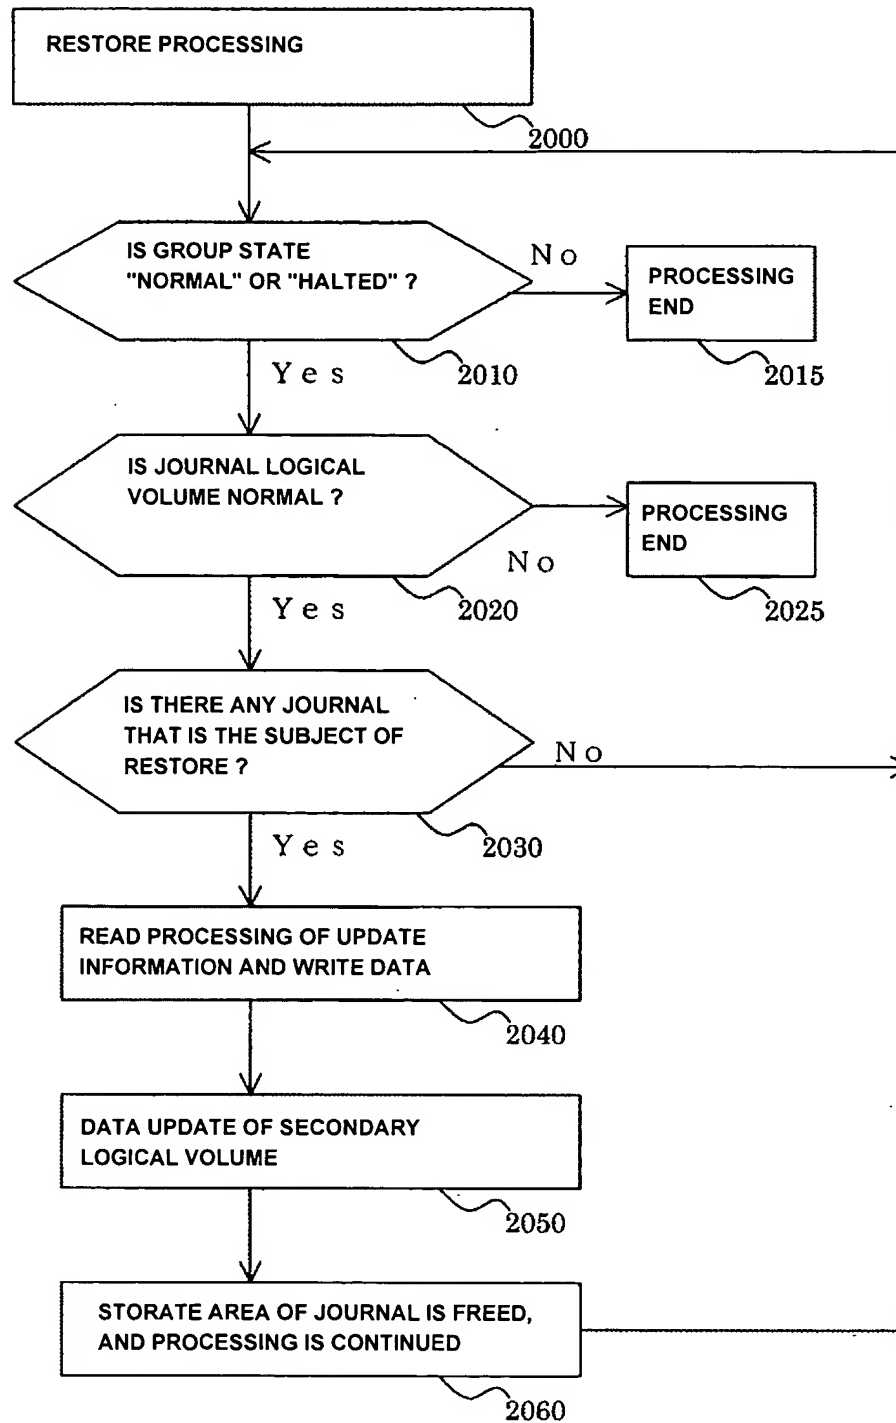 RESTORE PROCESSING
2000
IS GROUP STATE
"NORMAL" OR "HALTED" ?
No
PROCESSING
END
2010
2015
Yes
IS JOURNAL LOGICAL
VOLUME NORMAL ?
PROCESSING
END
No
2020
2025
Yes
IS THERE ANY JOURNAL
THAT IS THE SUBJECT OF
RESTORE ?
No
2030
Yes
READ PROCESSING OF UPDATE
INFORMATION AND WRITE DATA
2040
DATA UPDATE OF SECONDARY
LOGICAL VOLUME
2050
STORATE AREA OF JOURNAL IS FREED,
AND PROCESSING IS CONTINUED
2060